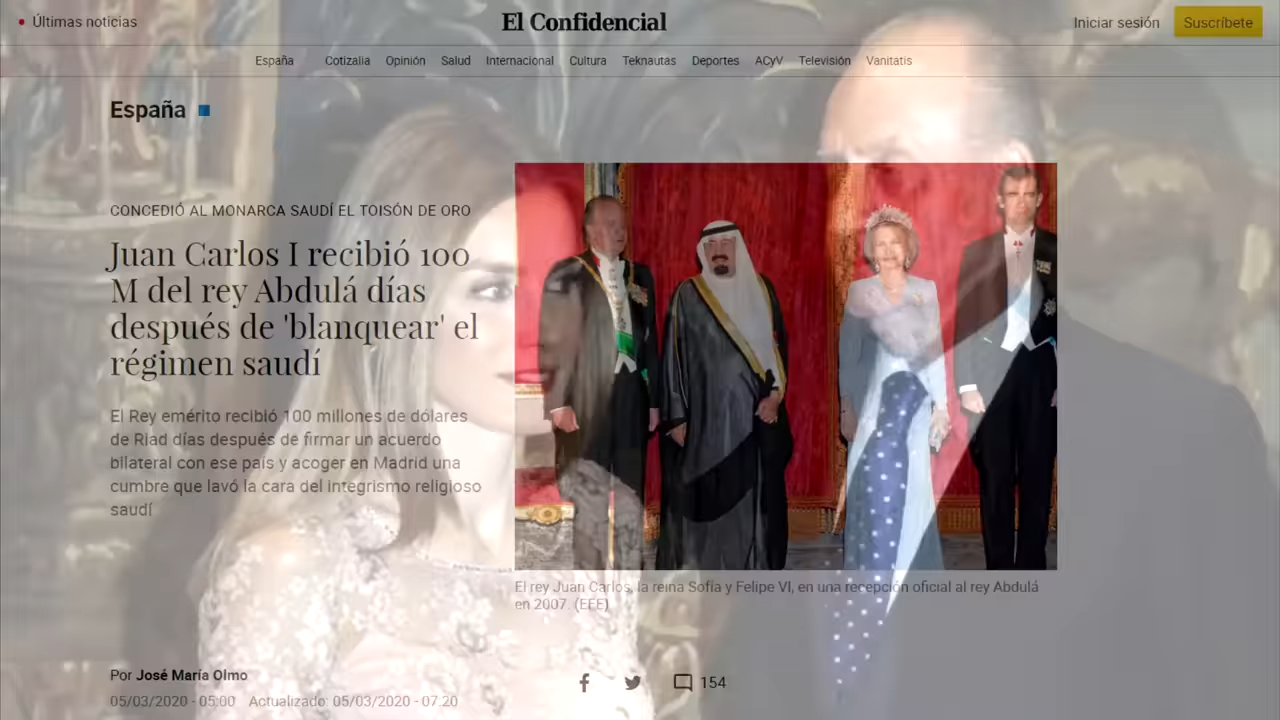 Últimas noticias
El Confidencial
Iniciar sesión
Suscríbete
España Cotizalia Opinión Salud Internacional Cultura Teknautas Deportes ACyV Televisión Vanitatis
España
CONCEDIÓ AL MONARCA SAUDÍ EL TOISÓN DE ORO
Juan Carlos I recibió 100
M del rey Abdulá días
después de 'blanquear' el
régimen saudí
El Rey emérito recibió 100 millones de dólares
de Riad días después de firmar un acuerdo
bilateral con ese país y acoger en Madrid una
cumbre que lavó la cara del integrismo religioso
saudí
El rey Juan Carlos, la reina Sofía y Felipe VI, en una recepción oficial al rey Abdulá
en 2007. (EFE)
Por José María Olmo
05/03/2020 - 05:00 Actualizado: 05/03/2020 - 07:20
154